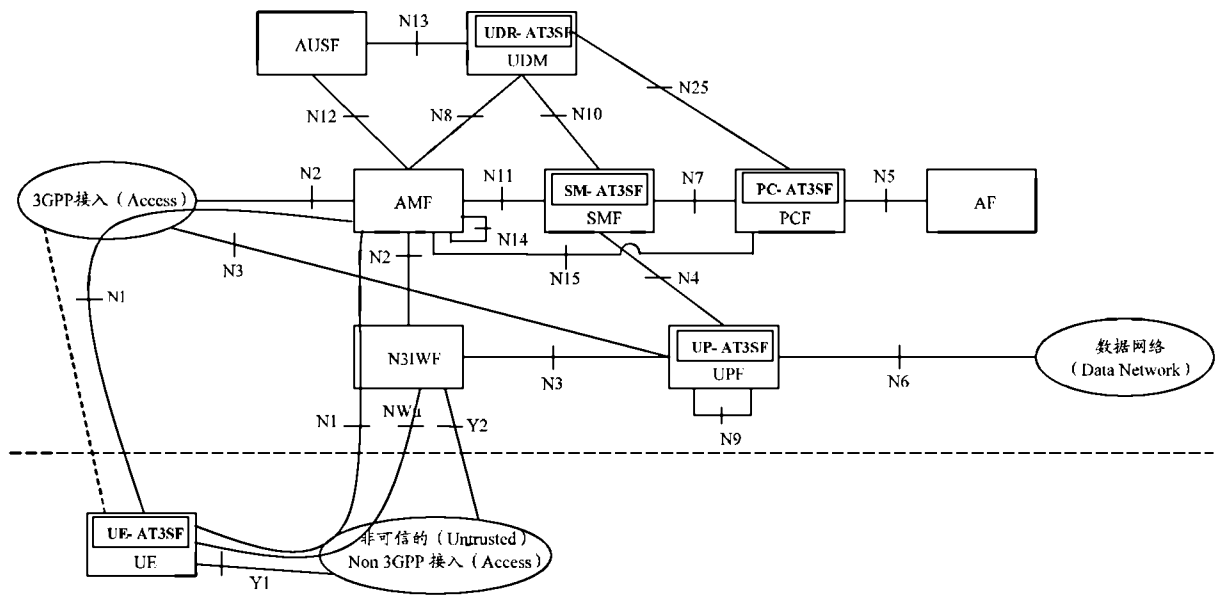 N13
AUSF
UDR- AT3SF
UDM
N25
N12
N8
N10
N2
3GPP接入（Access）
AMF
N11
SM- AT3SF
SMF
N7
PC- AT3SF
PCF
N5
AF
N14
N2
N3
N15
N4
N1
N3IWF
N3
UP- AT3SF
UPF
N6
数据网络
（Data Network）
N1
NWu
Y2
N9
UE- AT3SF
UE
Y1
非可信的（Untrusted）
Non 3GPP 接入（Access）